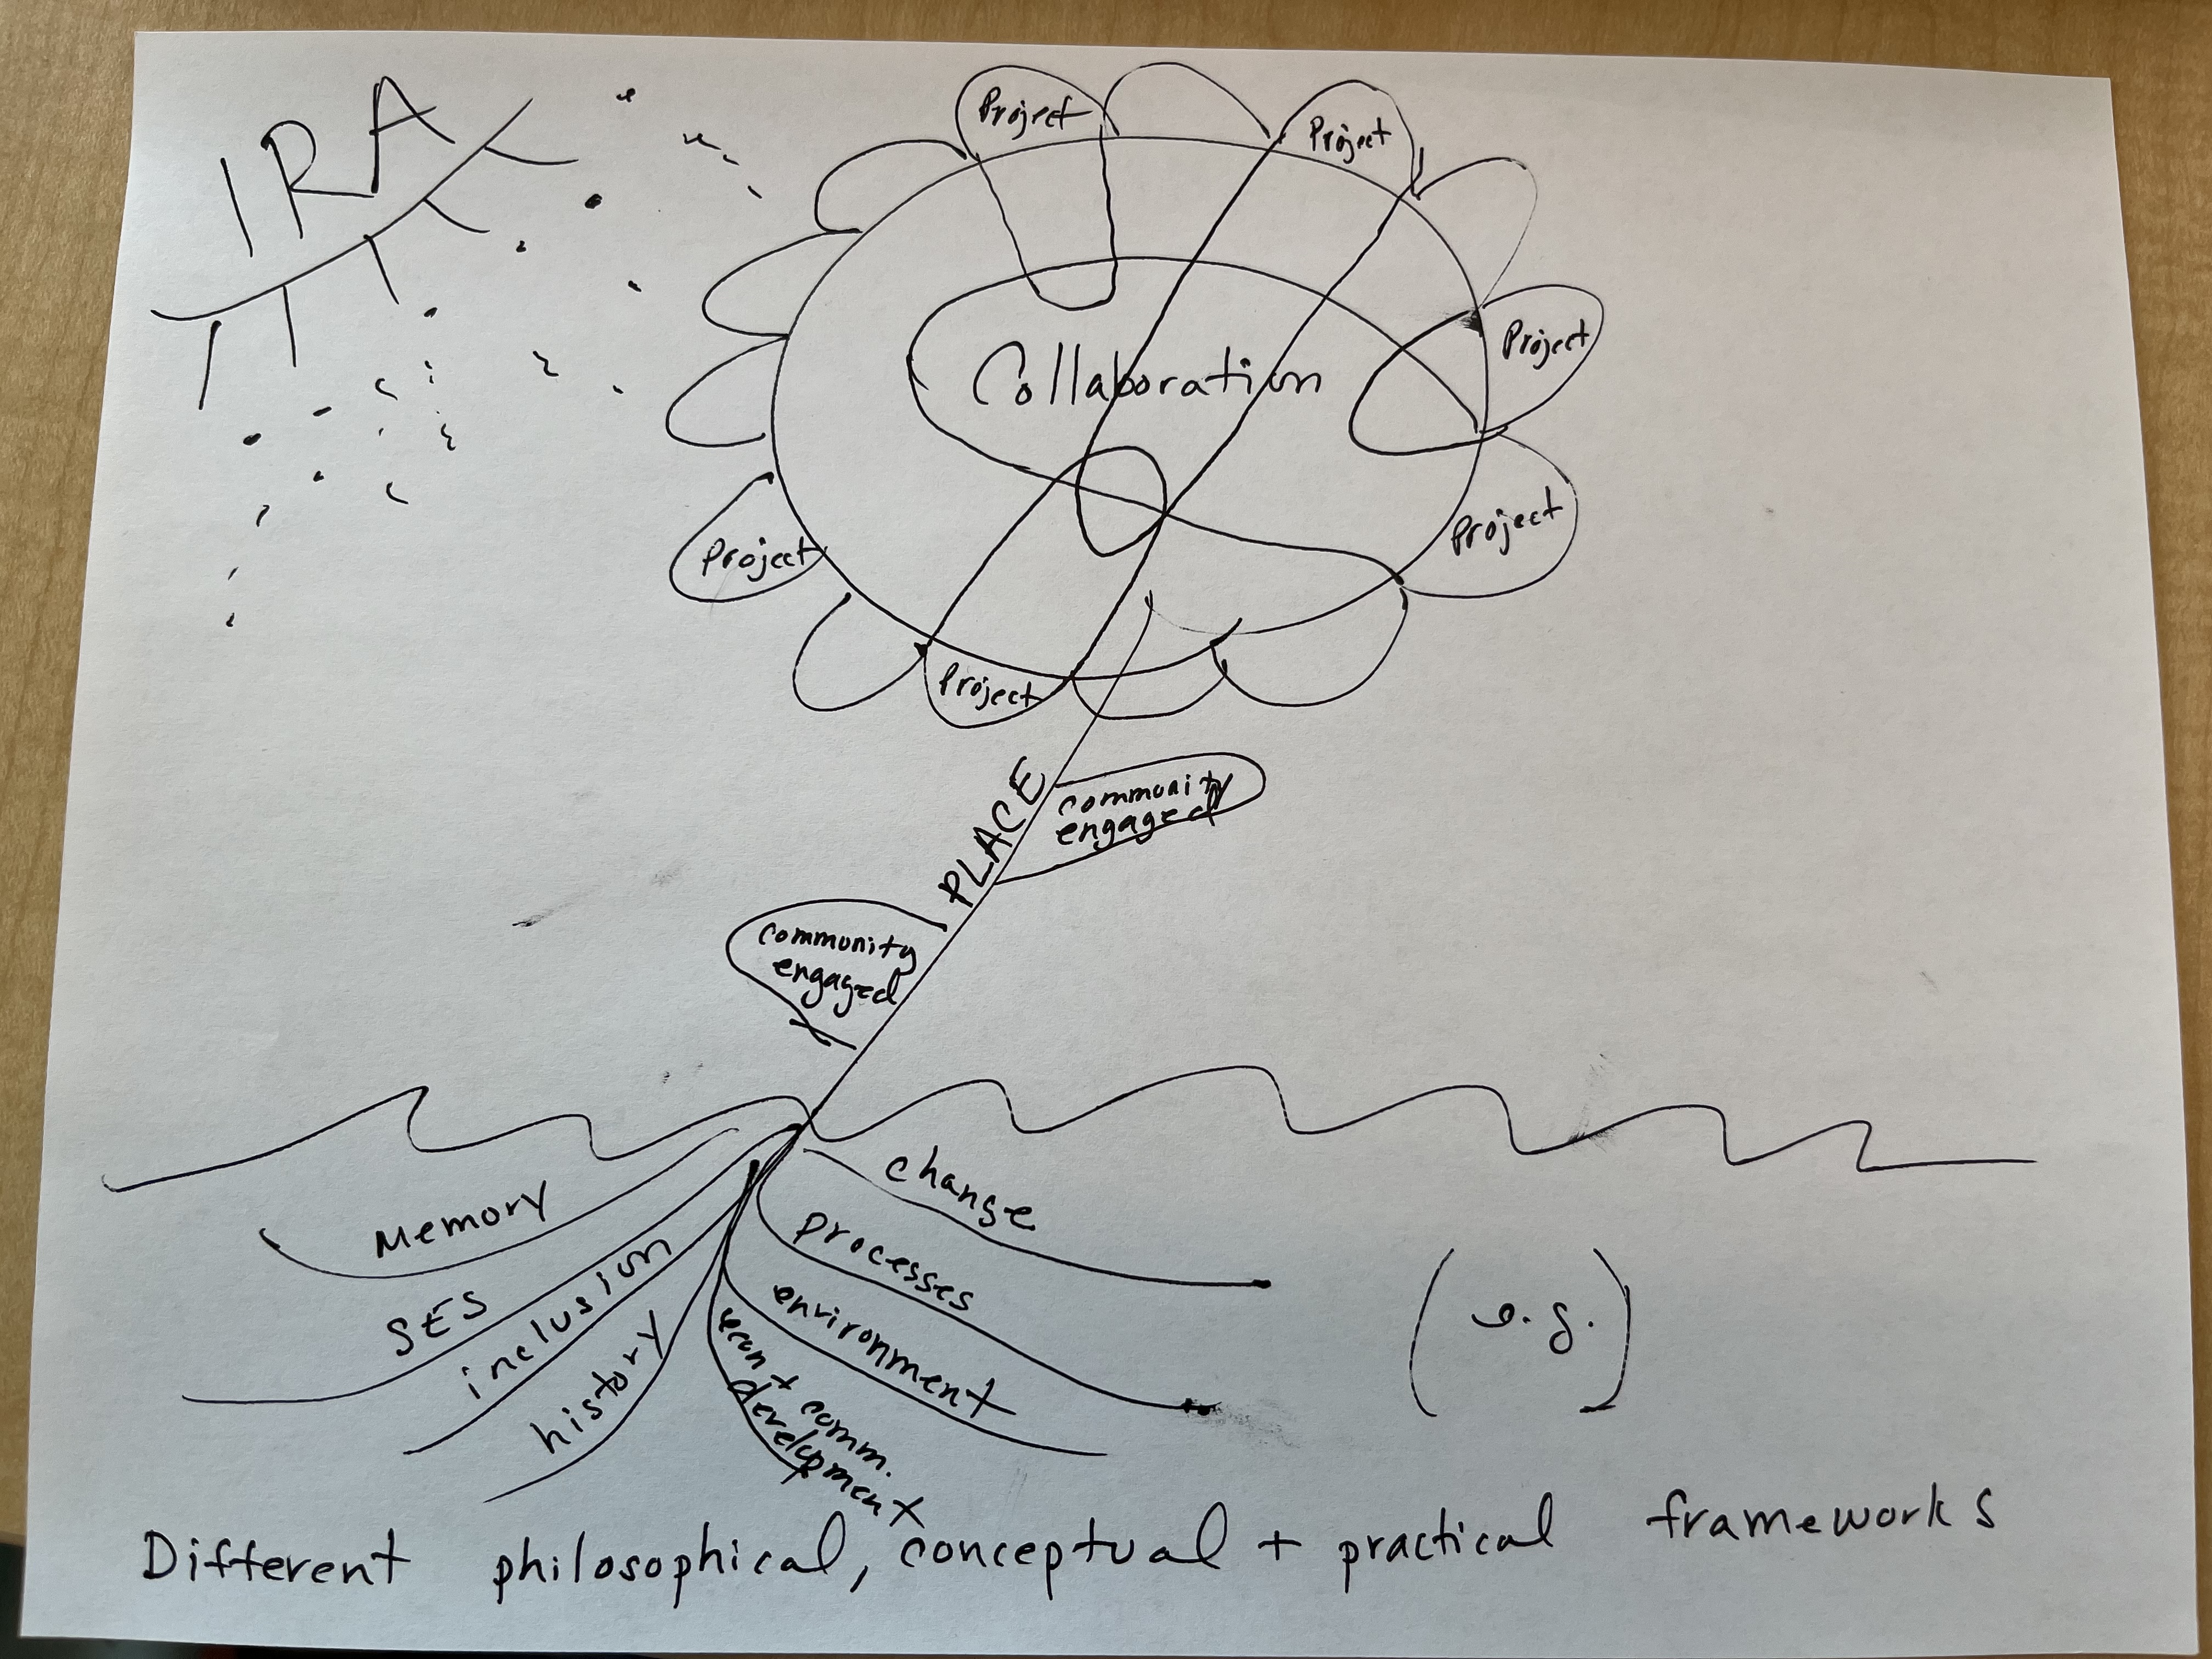 IRA
Project
Project
Project
Project
Project
Project
Collaboration
PLACE
community
engaged
community
engaged
Memory
SES
inclusion
history
econ
+ comm.
development
environment
processes
change
Different philosophical, conceptual + practical frameworks